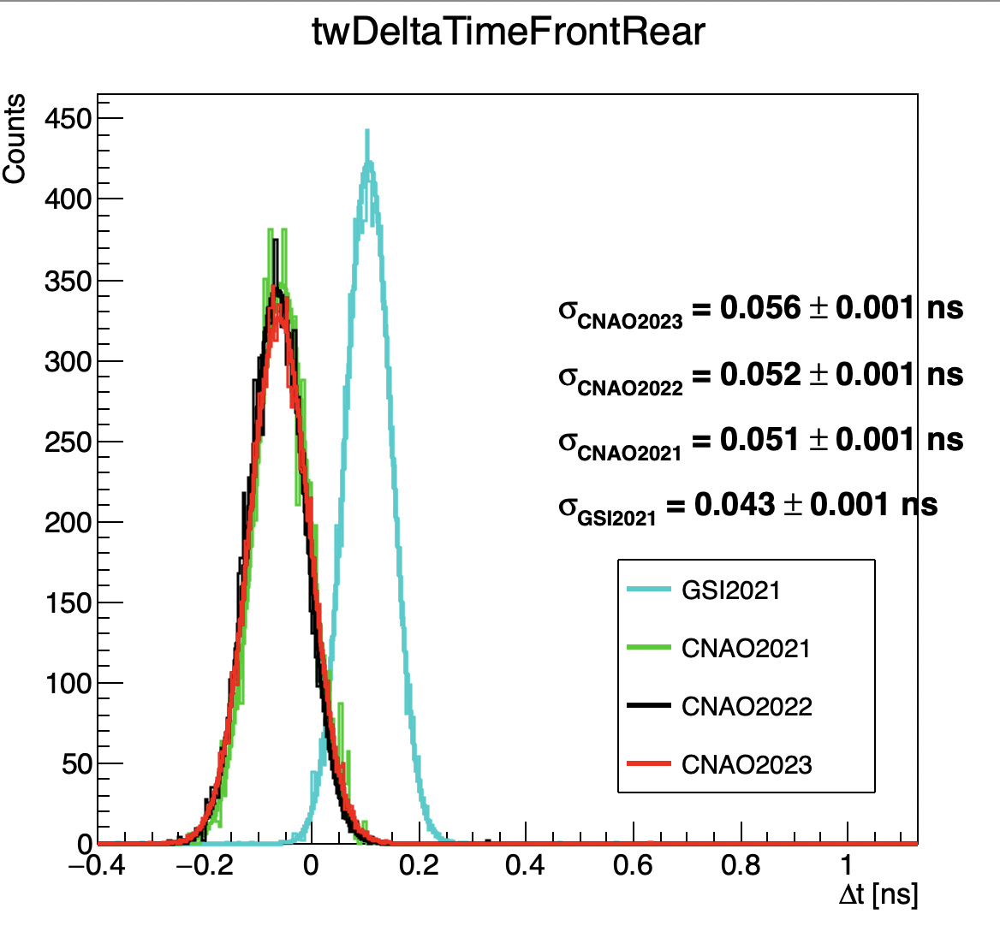 twDeltaTimeFrontRear
Counts
450
400
350
300
250
200
150
100
50
0
σCNAO2023 = 0.056 ± 0.001 ns
σCNAO2022 = 0.052 ± 0.001 ns
σCNAO2021 = 0.051 ± 0.001 ns
σGSI2021 = 0.043 ± 0.001 ns
GSI2021
CNAO2021
CNAO2022
CNAO2023
−0.4 −0.2 0 0.2 0.4 0.6 0.8 1
Δt [ns]